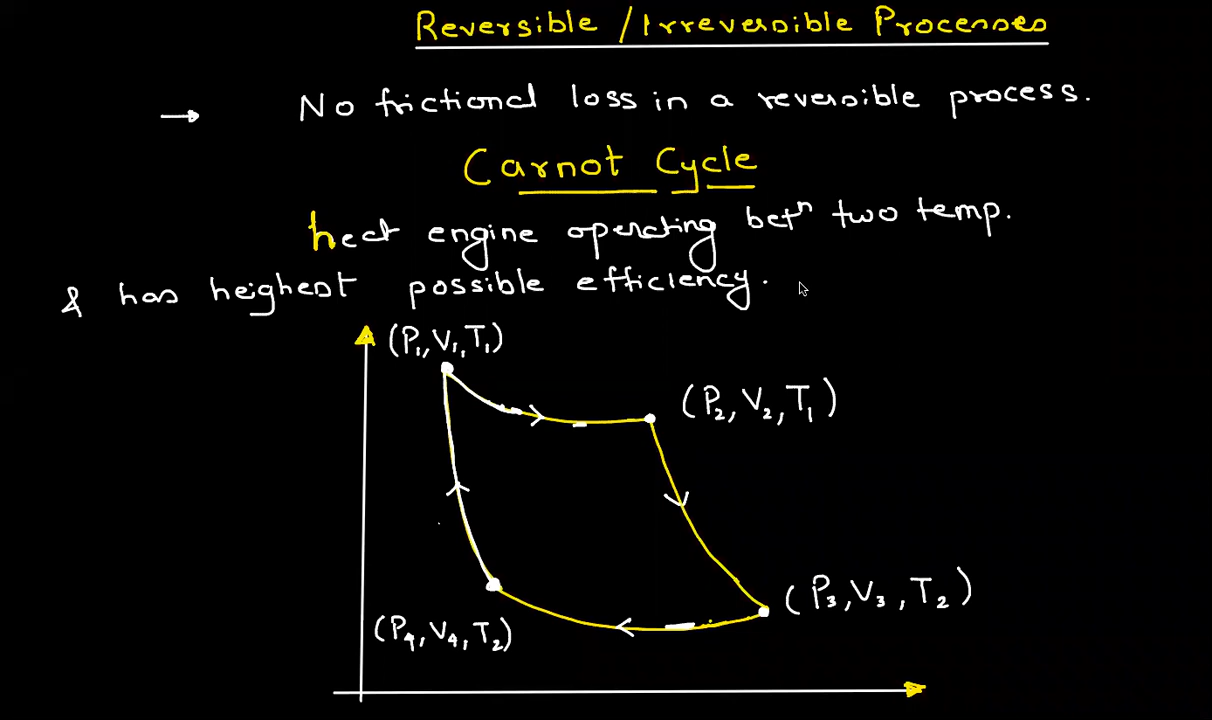 Reversible / Irreversible Processes
→ No frictional loss in a reversible process.
Carnot Cycle
heat engine operating betⁿ two temp.
& has heighest possible efficiency.
(P₁, V₁, T₁)
(P₂, V₂, T₁)
(P₃, V₃, T₂)
(P₄, V₄, T₂)